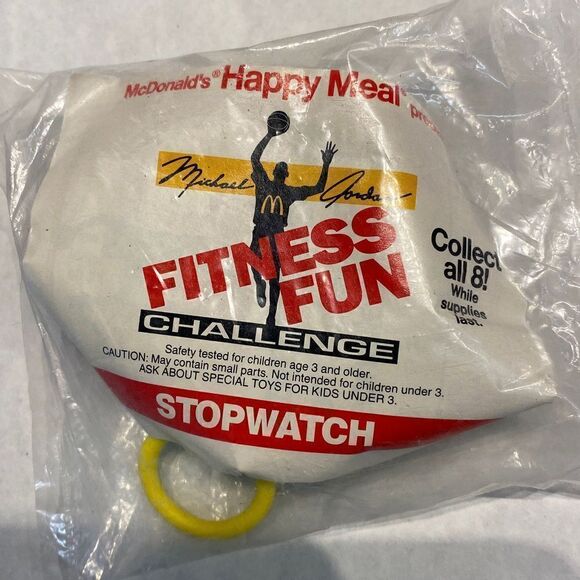 McDonald's® Happy Meal®
Michael Jordan
FITNESS
FUN
CHALLENGE
Collect
all 8!
While
supplies
last.
Safety tested for children age 3 and older.
CAUTION: May contain small parts. Not intended for children under 3.
ASK ABOUT SPECIAL TOYS FOR KIDS UNDER 3.
STOPWATCH